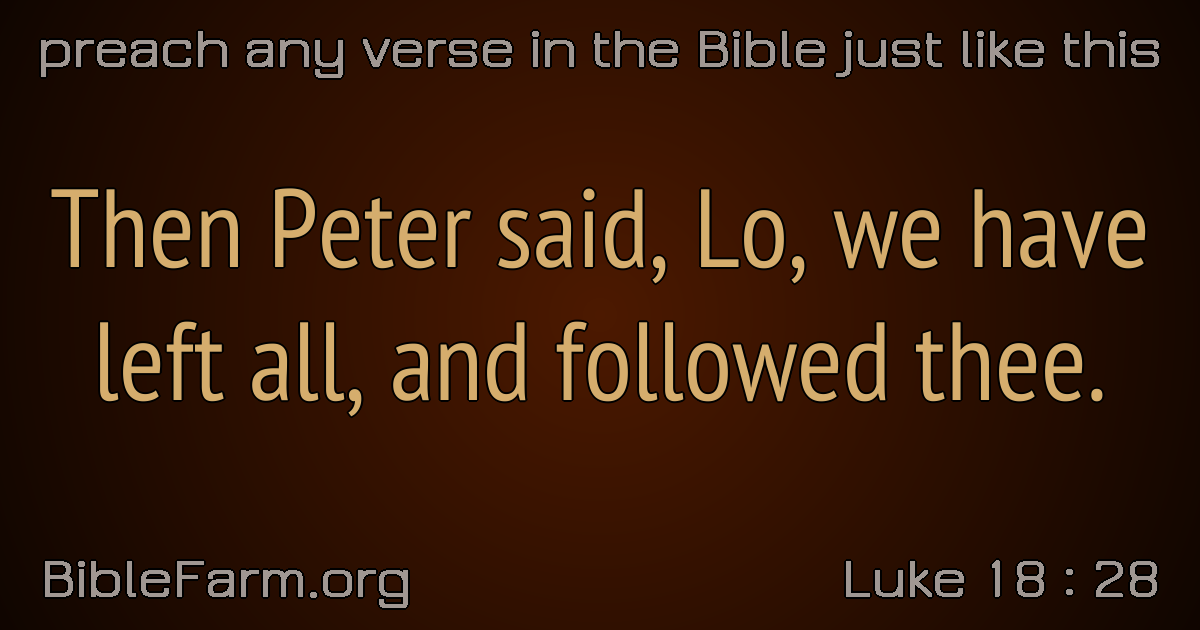 preach any verse in the Bible just like this
Then Peter said, Lo, we have
left all, and followed thee.
BibleFarm.org
Luke 18 : 28